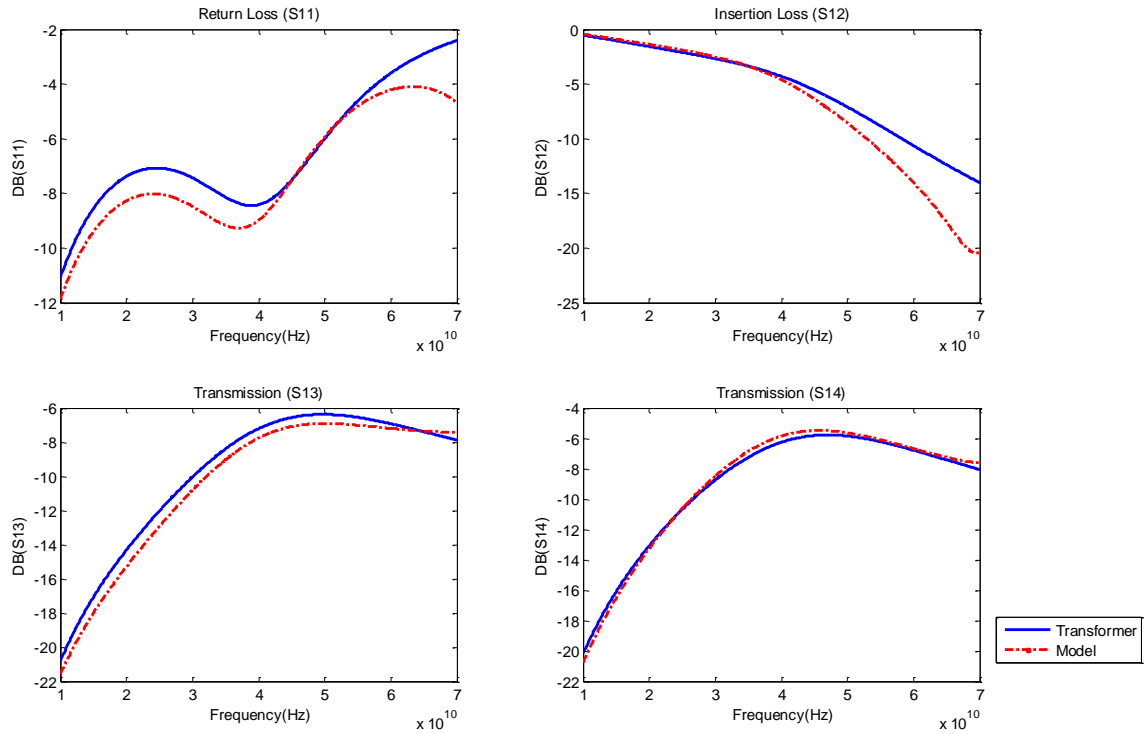 Return Loss (S11)
-2
-4
-6
-8
-10
-12
DB(S11)
1 2 3 4 5 6 7
Frequency(Hz)
x 10^10
Insertion Loss (S12)
0
-5
-10
-15
-20
-25
DB(S12)
1 2 3 4 5 6 7
Frequency(Hz)
x 10^10
Transmission (S13)
-6
-8
-10
-12
-14
-16
-18
-20
-22
DB(S13)
1 2 3 4 5 6 7
Frequency(Hz)
x 10^10
Transmission (S14)
-4
-6
-8
-10
-12
-14
-16
-18
-20
-22
DB(S14)
1 2 3 4 5 6 7
Frequency(Hz)
x 10^10
Transformer
Model